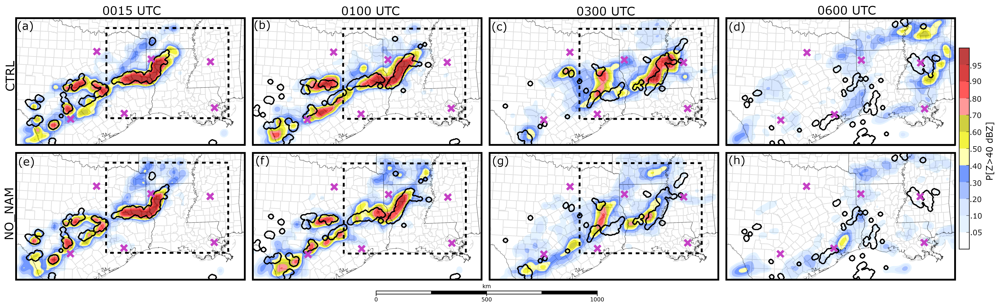 0015 UTC
0100 UTC
0300 UTC
0600 UTC
CTRL
(a)
(b)
(c)
(d)
NO_NAM
(e)
(f)
(g)
(h)
.95
.90
.80
.70
.60
.50
.40
.30
.20
.10
.05
P[Z>40 dBZ]
km
0 500 1000